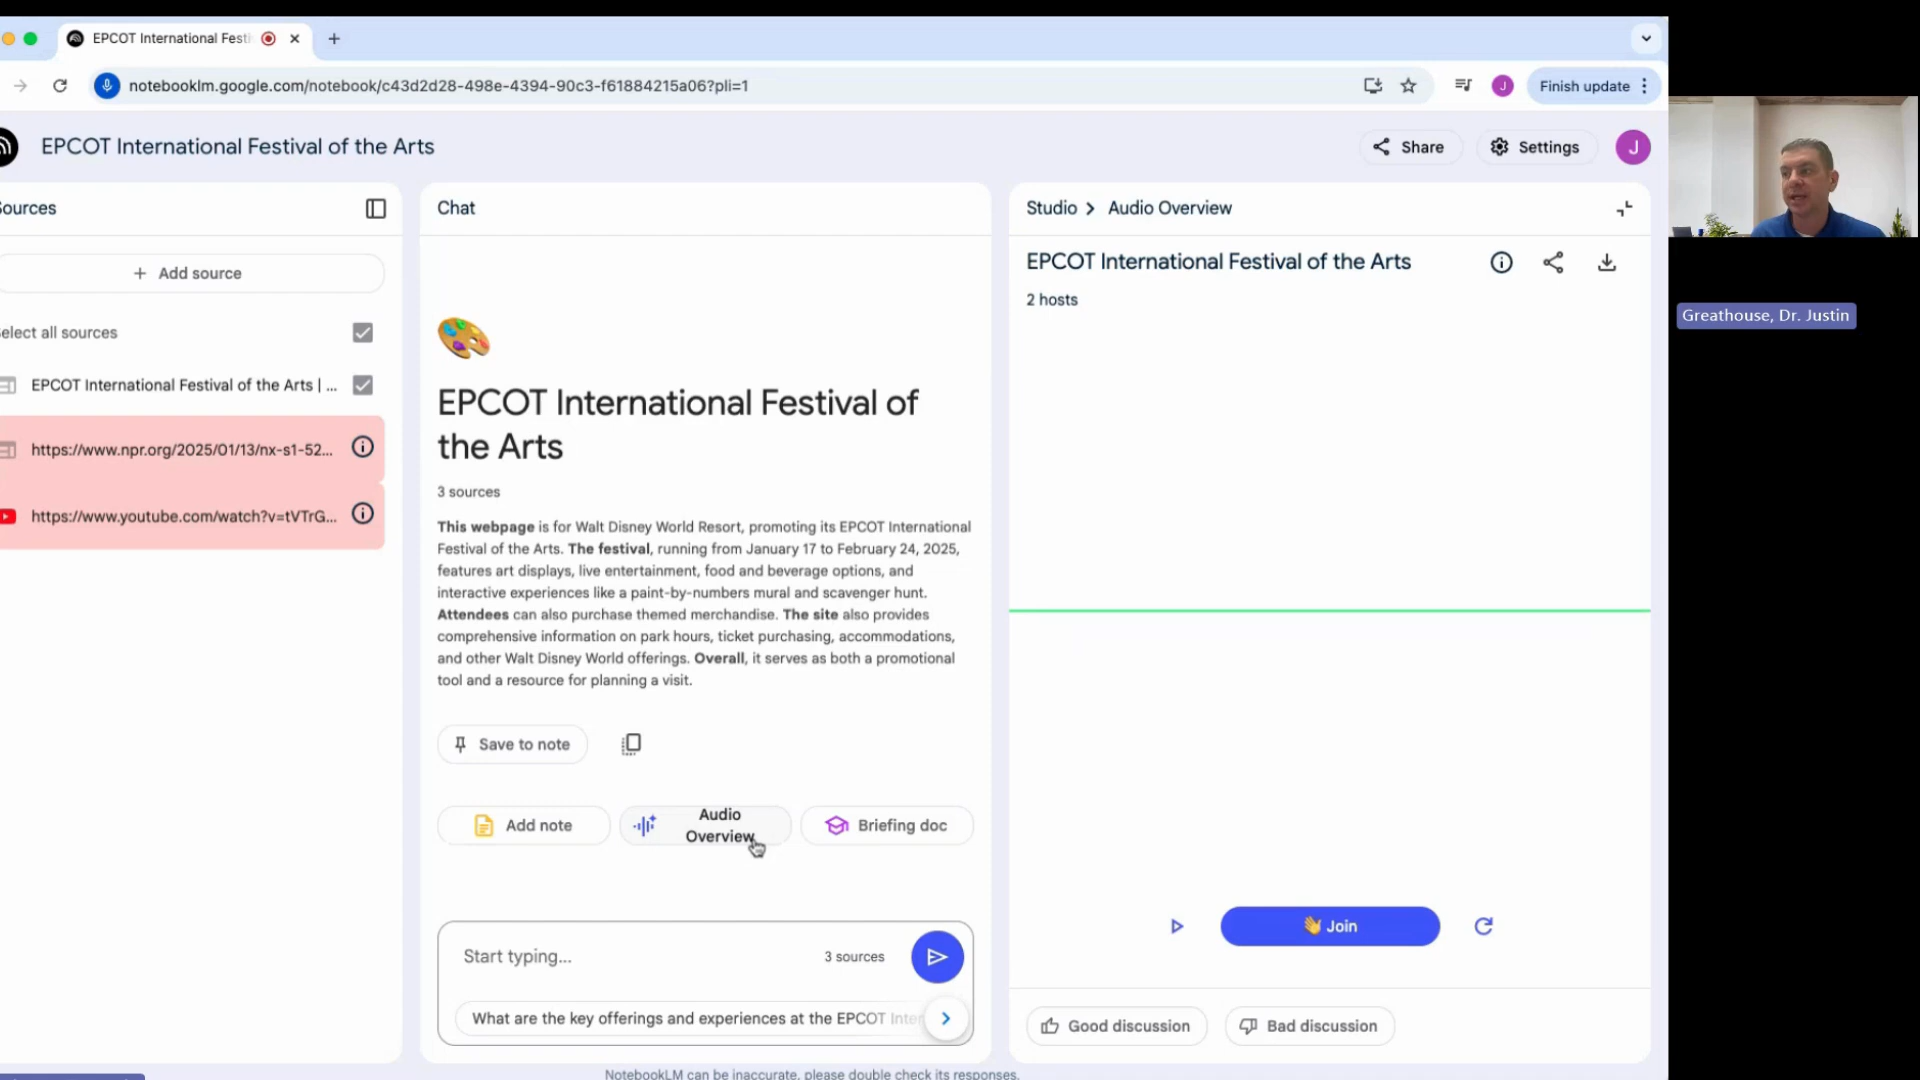 EPCOT International Festi
notebooklm.google.com/notebook/c43d2d28-498e-4394-90c3-f61884215a06?pli=1
J
Finish update
EPCOT International Festival of the Arts
Share
Settings
J
Sources
Add source
Select all sources
EPCOT International Festival of the Arts | ...
https://www.npr.org/2025/01/13/nx-s1-52...
https://www.youtube.com/watch?v=tVTrG...
Chat
EPCOT International Festival of
the Arts
3 sources
This webpage is for Walt Disney World Resort, promoting its EPCOT International
Festival of the Arts. The festival, running from January 17 to February 24, 2025,
features art displays, live entertainment, food and beverage options, and
interactive experiences like a paint-by-numbers mural and scavenger hunt.
Attendees can also purchase themed merchandise. The site also provides
comprehensive information on park hours, ticket purchasing, accommodations,
and other Walt Disney World offerings. Overall, it serves as both a promotional
tool and a resource for planning a visit.
Save to note
Add note
Audio
Overview
Briefing doc
Start typing...
3 sources
What are the key offerings and experiences at the EPCOT Inter
NotebookLM can be inaccurate, please double check its responses.
Studio > Audio Overview
EPCOT International Festival of the Arts
2 hosts
Join
Good discussion
Bad discussion
Greathouse, Dr. Justin